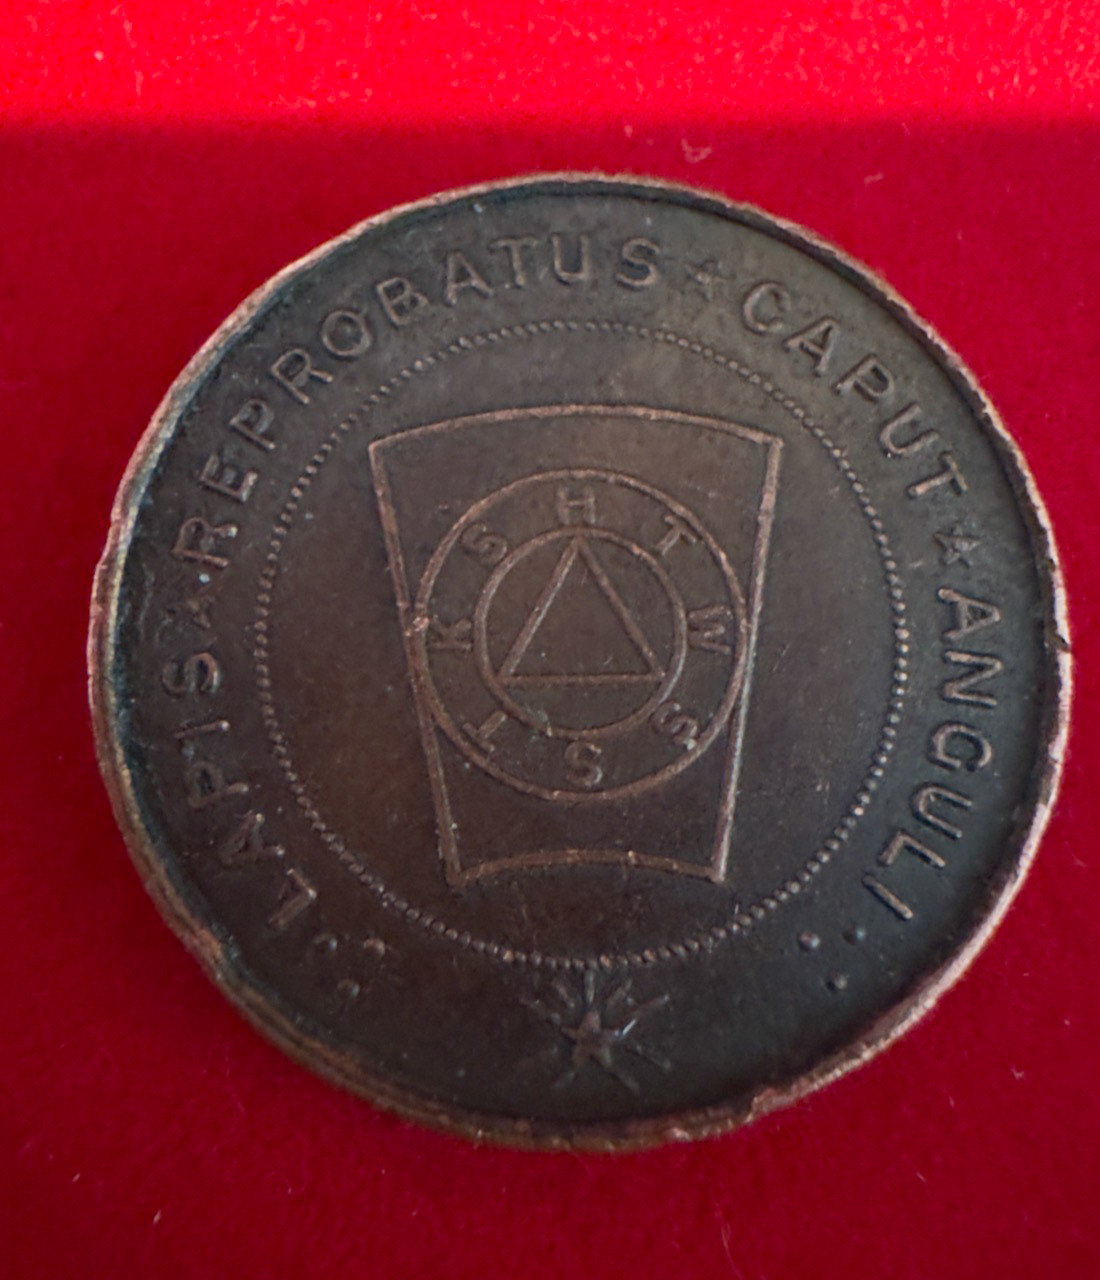 LAPIS ☆ REPROBATUS ☆ CAPUT ☆ ANGULI
H T W S S T K S